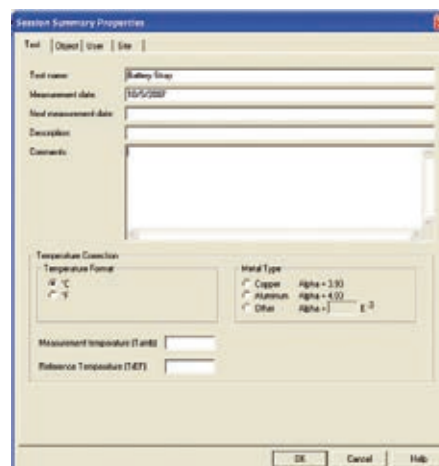 Session Summary Properties
Test Object User Site
Test name: Battery Strap
Measurement date: 10/5/2007
Next measurement date:
Description:
Comments:
Temperature Correction
Temperature Format
°C
°F
Metal Type
Copper Alpha = 3.93
Aluminum Alpha = 4.03
Other Alpha = E-3
Measurement temperature (Tamb)
Reference Temperature (TREF)
OK Cancel Help